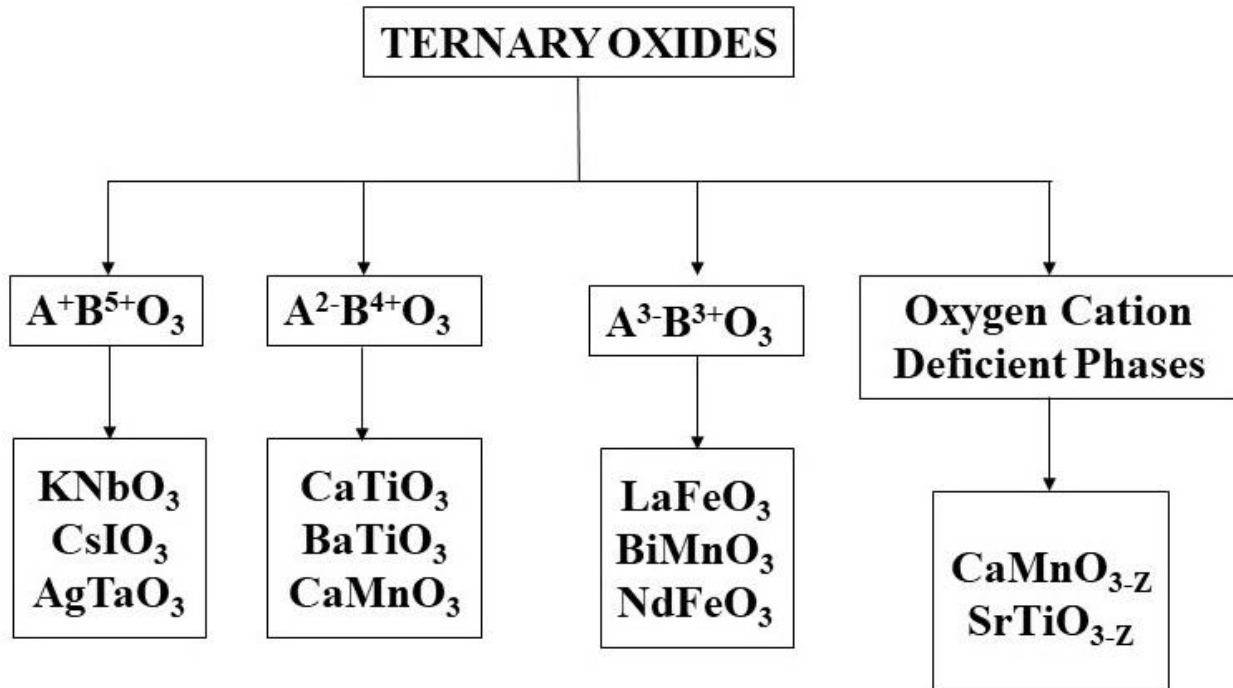 TERNARY OXIDES
A⁺B⁵⁺O₃
A²⁻B⁴⁺O₃
A³⁻B³⁺O₃
Oxygen Cation
Deficient Phases
KNbO₃
CsIO₃
AgTaO₃
CaTiO₃
BaTiO₃
CaMnO₃
LaFeO₃
BiMnO₃
NdFeO₃
CaMnO₃₋Z
SrTiO₃₋Z